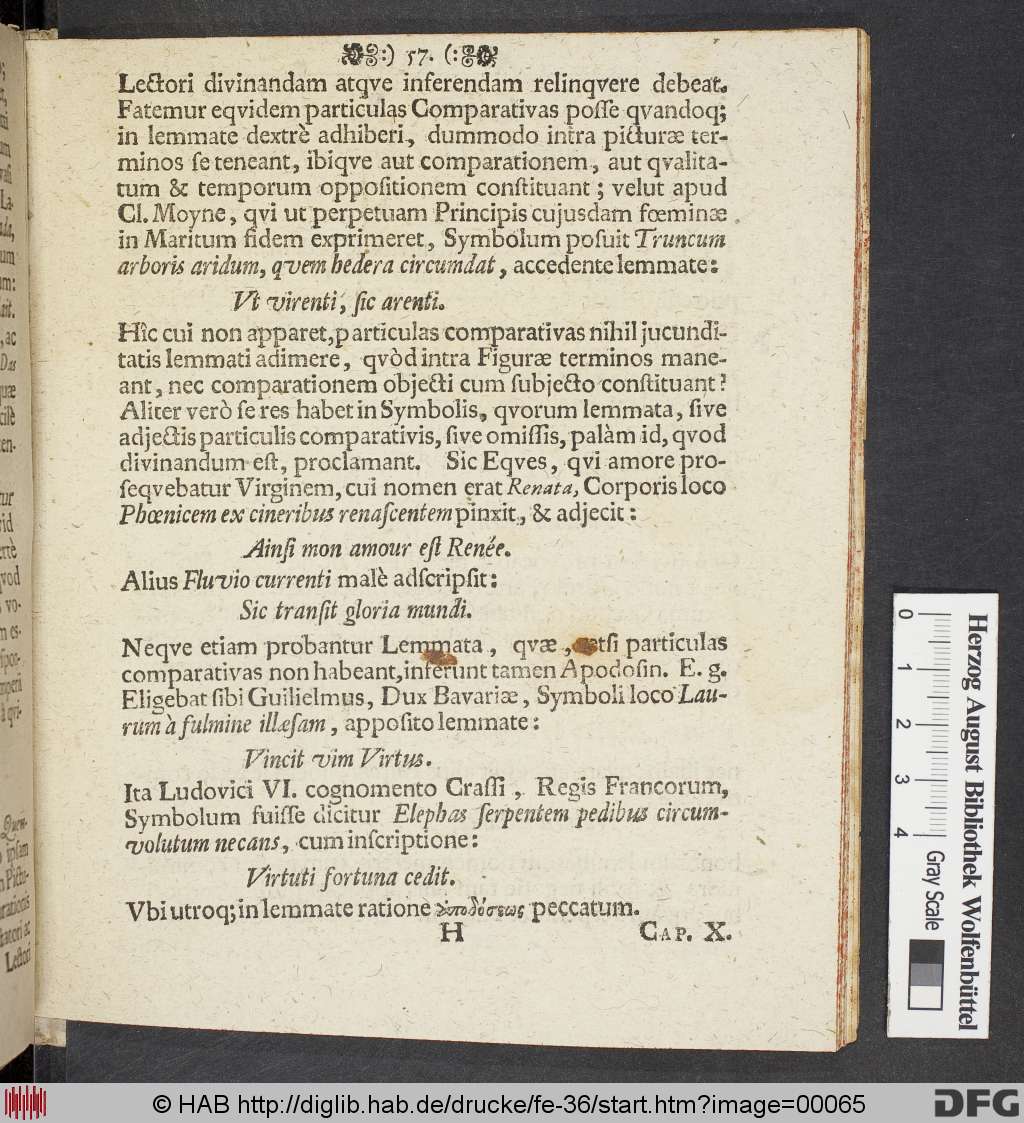 :) 57. (:
Lectori divinandam atqve inferendam relinqvere debeat.
Fatemur eqvidem particulas Comparativas poſſe qvandoq;
in lemmate dextrè adhiberi, dummodo intra picturæ ter-
minos ſe teneant, ibiqve aut comparationem, aut qvalita-
tum & temporum oppoſitionem conſtituant; velut apud
Cl. Moyne, qvi ut perpetuam Principis cujusdam fœminæ
in Maritum fidem exprimeret, Symbolum poſuit Truncum
arboris aridum, qvem hedera circumdat, accedente lemmate:
Vt virenti, ſic arenti.
Hîc cui non apparet, particulas comparativas nihil jucundi-
tatis lemmati adimere, qvòd intra Figuræ terminos mane-
ant, nec comparationem objecti cum ſubjecto conſtituant?
Aliter verò ſe res habet in Symbolis, qvorum lemmata, ſive
adjectis particulis comparativis, ſive omiſſis, palàm id, qvod
divinandum eſt, proclamant. Sic Eqves, qvi amore pro-
ſeqvebatur Virginem, cui nomen erat Renata, Corporis loco
Phœnicem ex cineribus renaſcentem pinxit, & adjecit:
Ainſi mon amour eſt Renée.
Alius Fluvio currenti malè adſcripſit:
Sic tranſit gloria mundi.
Neqve etiam probantur Lemmata, qvæ, etſi particulas
comparativas non habeant, inferunt tamen Apodoſin. E. g.
Eligebat ſibi Guilielmus, Dux Bavariæ, Symboli loco Lau-
rum à fulmine illæſam, appoſito lemmate:
Vincit vim Virtus.
Ita Ludovici VI. cognomento Craſſi, Regis Francorum,
Symbolum fuiſſe dicitur Elephas ſerpentem pedibus circum-
volutum necans, cum inſcriptione:
Virtuti fortuna cedit.
Vbi utroq; in lemmate ratione ἀποδόσεως peccatum.
H CAP. X.
Herzog August Bibliothek Wolfenbüttel
0 1 2 3 4 Gray Scale
© HAB http://diglib.hab.de/drucke/fe-36/start.htm?image=00065
DFG